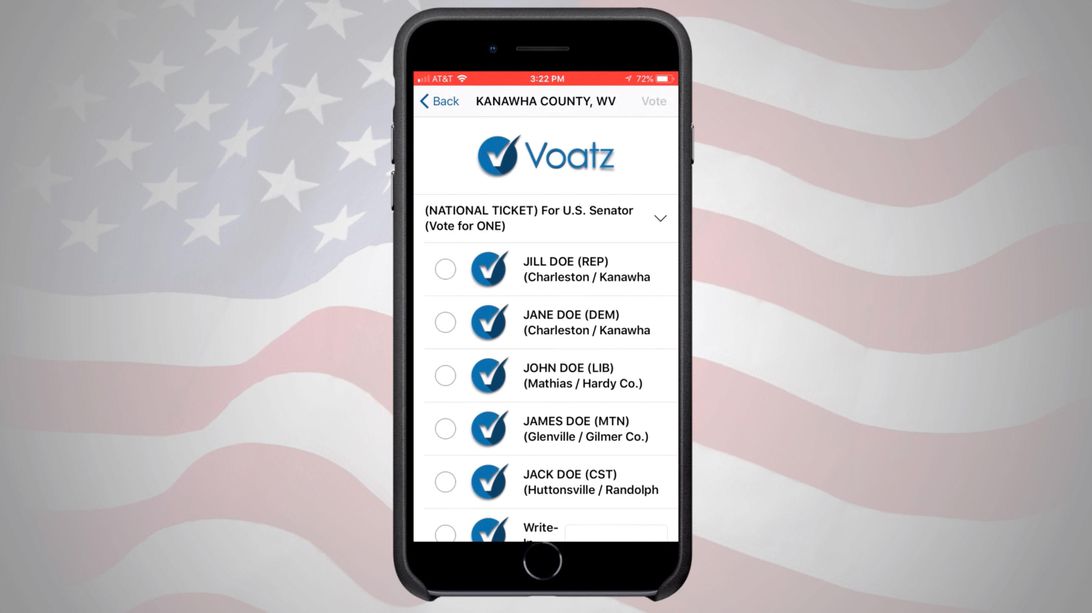 AT&T
3:22 PM
72%
Back
KANAWHA COUNTY, WV
Vote
Voatz
(NATIONAL TICKET) For U.S. Senator
(Vote for ONE)
JILL DOE (REP)
(Charleston / Kanawha
JANE DOE (DEM)
(Charleston / Kanawha
JOHN DOE (LIB)
(Mathias / Hardy Co.)
JAMES DOE (MTN)
(Glenville / Gilmer Co.)
JACK DOE (CST)
(Huttonsville / Randolph
Write-